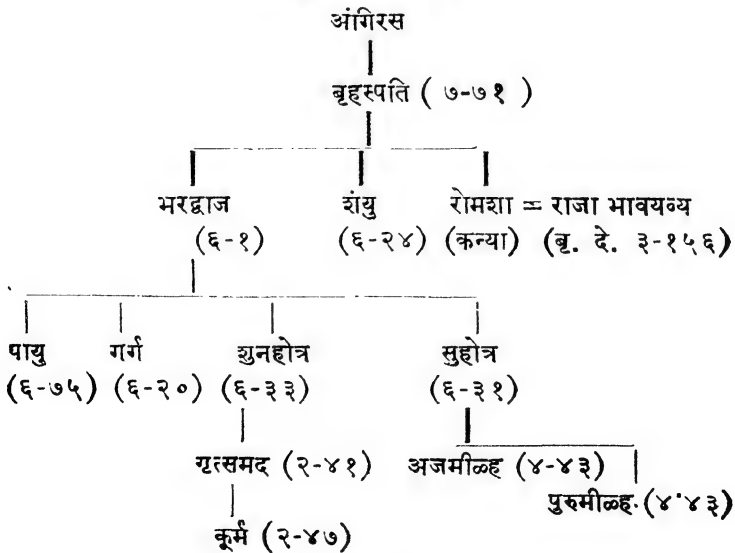 अंगिरस
बृहस्पति ( ७-७१ )
भरद्वाज शंयु रोमशा = राजा भावयव्य
(६-१) (६-२४) (कन्या) (बृ. दे. ३-१५६)
पायु गर्ग शुनहोत्र सुहोत्र
(६-७५) (६-२०) (६-३३) (६-३१)
गृत्समद (२-४१) अजमीळ्ह (४-४३)
पुरुमीळ्ह. (४·४३)
कूर्म (२-४७)